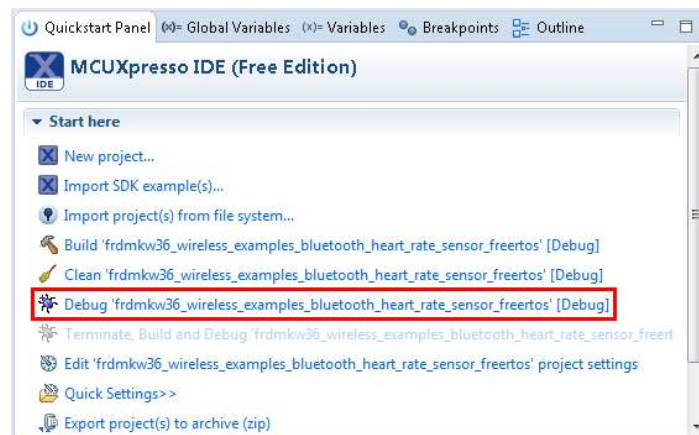 Quickstart Panel (x)= Global Variables (x)= Variables Breakpoints Outline
IDE
MCUXpresso IDE (Free Edition)
Start here
New project...
Import SDK example(s)...
Import project(s) from file system...
Build 'frdmkw36_wireless_examples_bluetooth_heart_rate_sensor_freertos' [Debug]
Clean 'frdmkw36_wireless_examples_bluetooth_heart_rate_sensor_freertos' [Debug]
Debug 'frdmkw36_wireless_examples_bluetooth_heart_rate_sensor_freertos' [Debug]
Terminate, Build and Debug 'frdmkw36_wireless_examples_bluetooth_heart_rate_sensor_freert
Edit 'frdmkw36_wireless_examples_bluetooth_heart_rate_sensor_freertos' project settings
Quick Settings>>
Export project(s) to archive (zip)